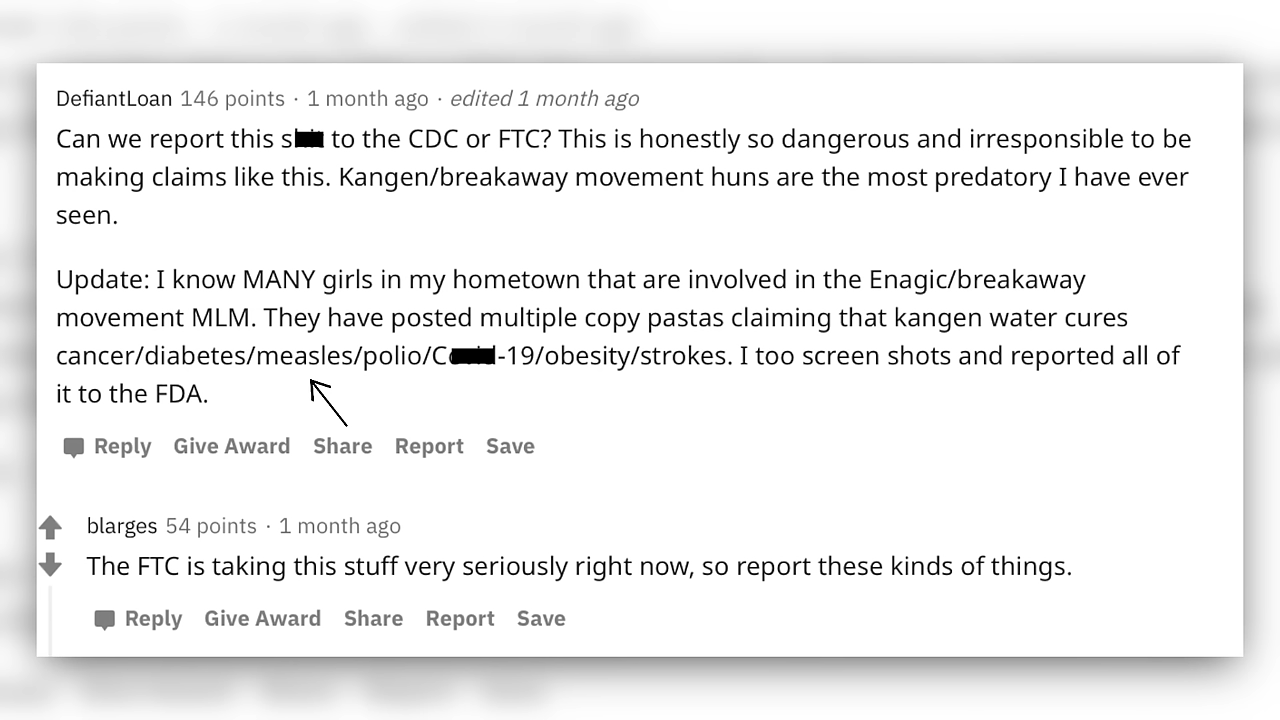 DefiantLoan 146 points · 1 month ago · edited 1 month ago
Can we report this to the CDC or FTC? This is honestly so dangerous and irresponsible to be
making claims like this. Kangen/breakaway movement huns are the most predatory I have ever
seen.
Update: I know MANY girls in my hometown that are involved in the Enagic/breakaway
movement MLM. They have posted multiple copy pastas claiming that kangen water cures
cancer/diabetes/measles/polio/Covid-19/obesity/strokes. I too screen shots and reported all of
it to the FDA.
Reply Give Award Share Report Save
blarges 54 points · 1 month ago
The FTC is taking this stuff very seriously right now, so report these kinds of things.
Reply Give Award Share Report Save